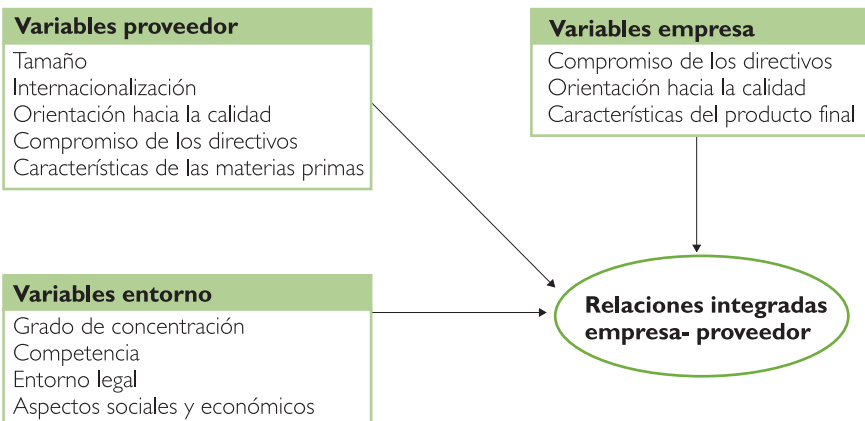 Variables proveedor
Tamaño
Internacionalización
Orientación hacia la calidad
Compromiso de los directivos
Características de las materias primas
Variables empresa
Compromiso de los directivos
Orientación hacia la calidad
Características del producto final
Variables entorno
Grado de concentración
Competencia
Entorno legal
Aspectos sociales y económicos
Relaciones integradas
empresa- proveedor